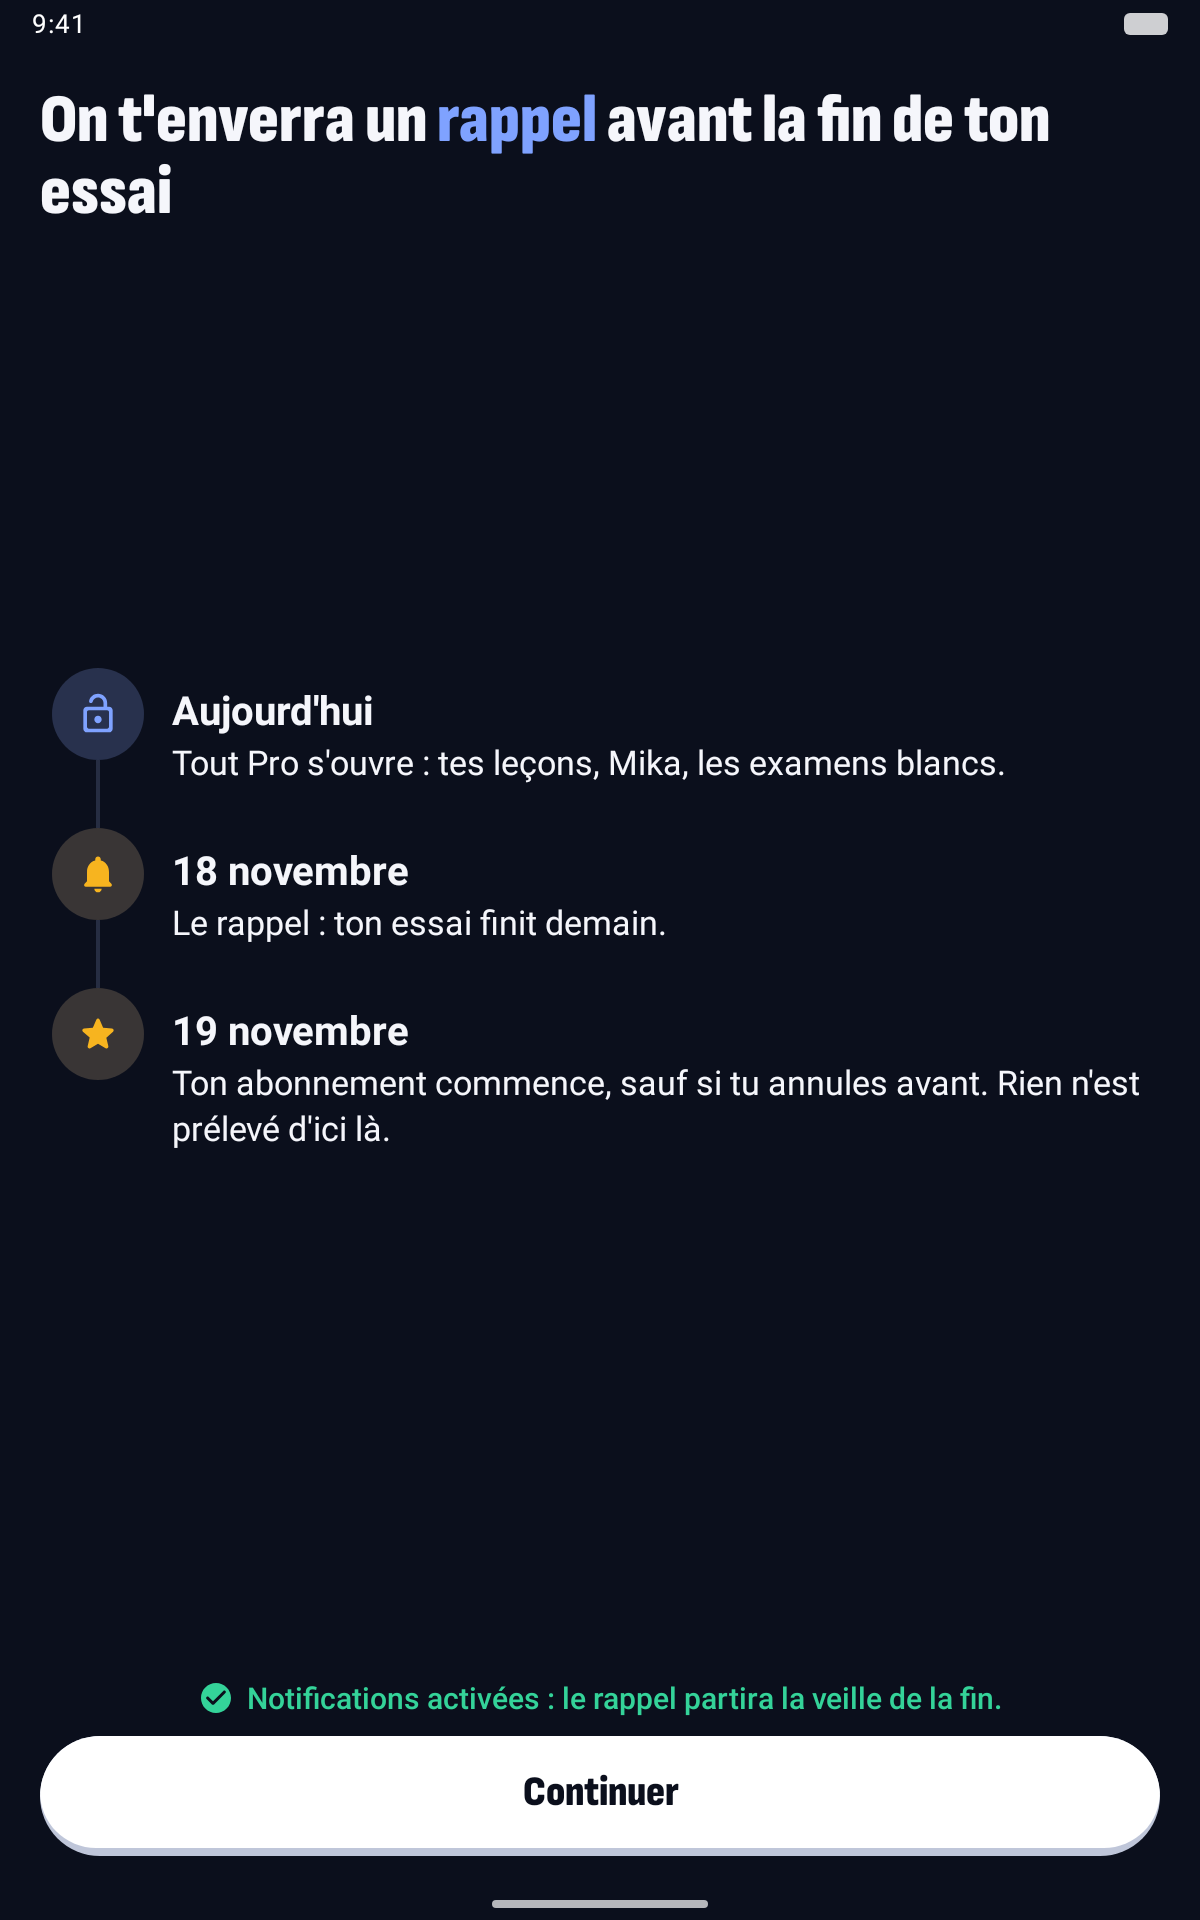 9:41
On t'enverra un rappel avant la fin de ton
essai
Aujourd'hui
Tout Pro s'ouvre : tes leçons, Mika, les examens blancs.
18 novembre
Le rappel : ton essai finit demain.
19 novembre
Ton abonnement commence, sauf si tu annules avant. Rien n'est
prélevé d'ici là.
Notifications activées : le rappel partira la veille de la fin.
Continuer